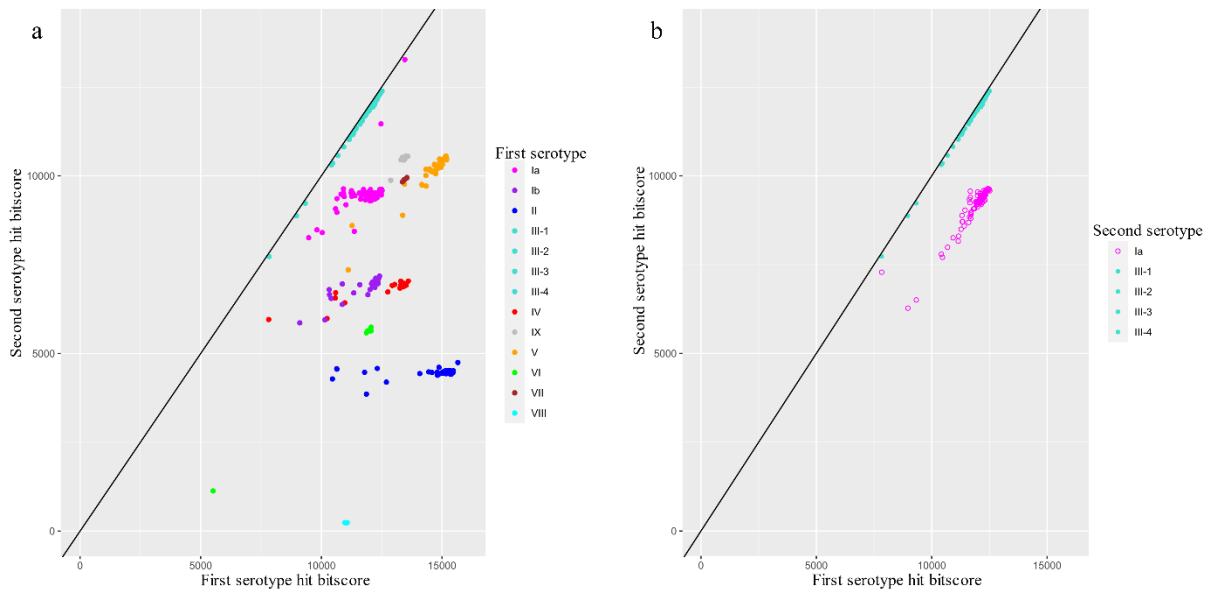 a
Second serotype hit bitscore
10000
5000
0
0
5000
10000
15000
First serotype hit bitscore
First serotype
Ia
Ib
II
III-1
III-2
III-3
III-4
IV
IX
V
VI
VII
VIII
b
Second serotype hit bitscore
10000
5000
0
0
5000
10000
15000
First serotype hit bitscore
Second serotype
Ia
III-1
III-2
III-3
III-4